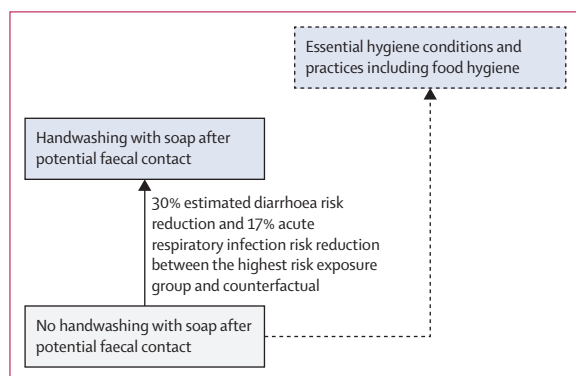 Essential hygiene conditions and
practices including food hygiene
Handwashing with soap after
potential faecal contact
30% estimated diarrhoea risk
reduction and 17% acute
respiratory infection risk reduction
between the highest risk exposure
group and counterfactual
No handwashing with soap after
potential faecal contact